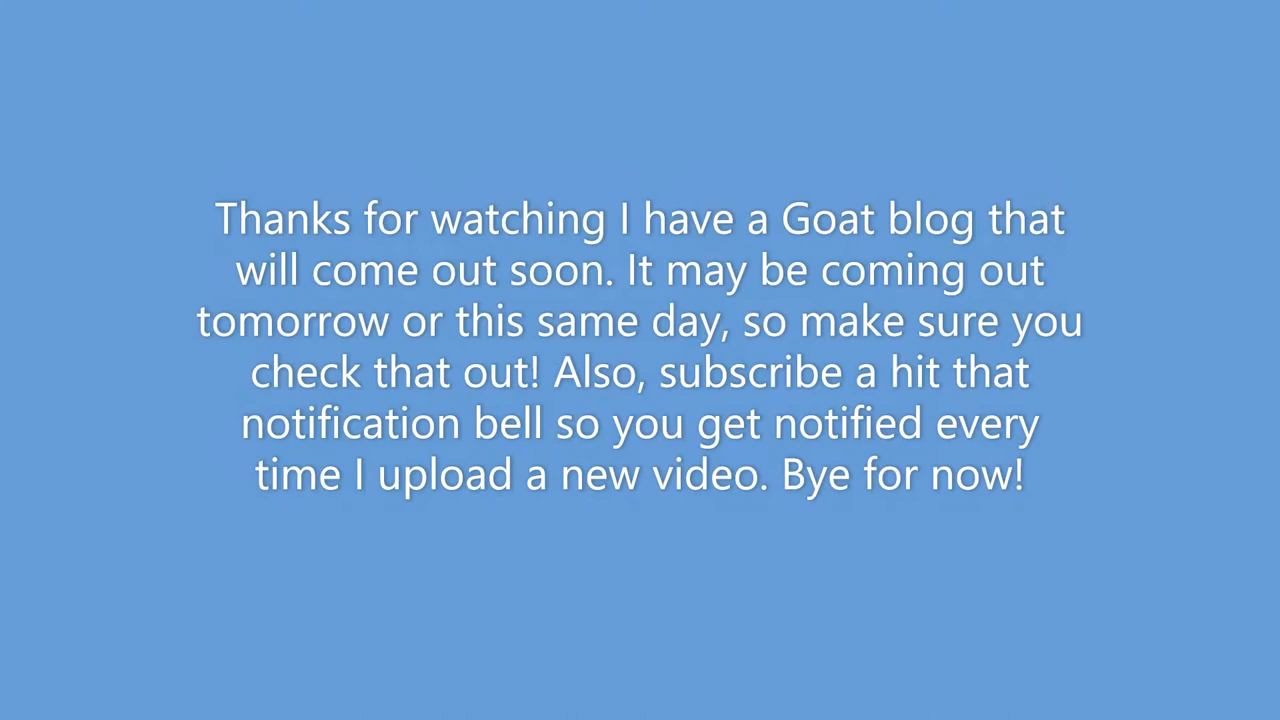 Thanks for watching I have a Goat blog that
will come out soon. It may be coming out
tomorrow or this same day, so make sure you
check that out! Also, subscribe a hit that
notification bell so you get notified every
time I upload a new video. Bye for now!